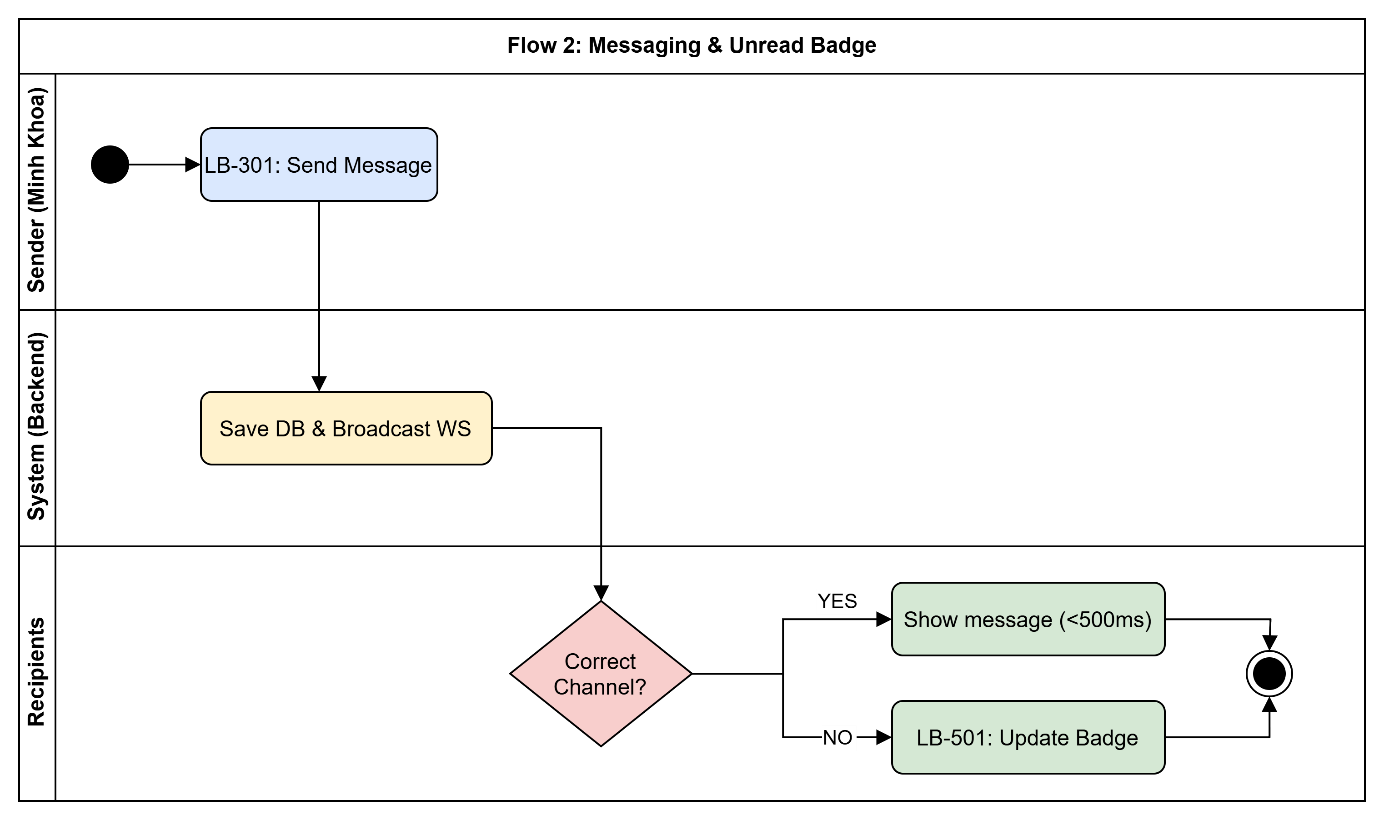 Flow 2: Messaging & Unread Badge
Sender (Minh Khoa)
LB-301: Send Message
System (Backend)
Save DB & Broadcast WS
Recipients
Correct
Channel?
YES
Show message (<500ms)
NO
LB-501: Update Badge